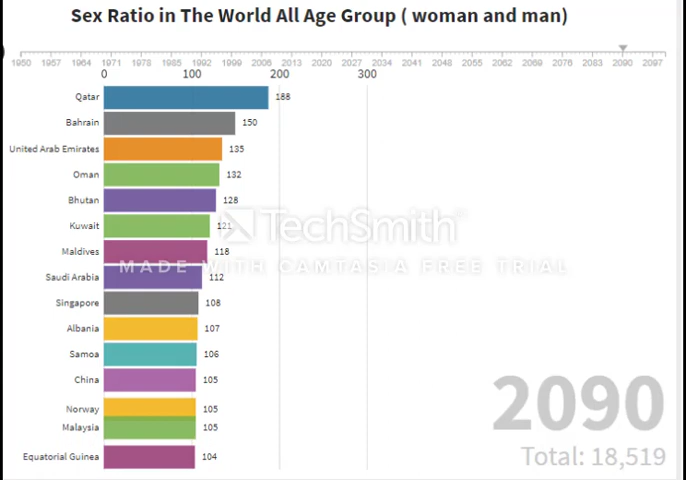 Sex Ratio in The World All Age Group ( woman and man)
1950 1957 1964 1971 1978 1985 1992 1999 2006 2013 2020 2027 2034 2041 2048 2055 2062 2069 2076 2083 2090 2097
0 100 200 300
Qatar 188
Bahrain 150
United Arab Emirates 135
Oman 132
Bhutan 128
Kuwait 121
TechSmith
Maldives 118
MADE WITH CAMTASIA FREE TRIAL
Saudi Arabia 112
Singapore 108
Albania 107
Samoa 106
China 105
Norway 105
Malaysia 105
Equatorial Guinea 104
2090
Total: 18,519